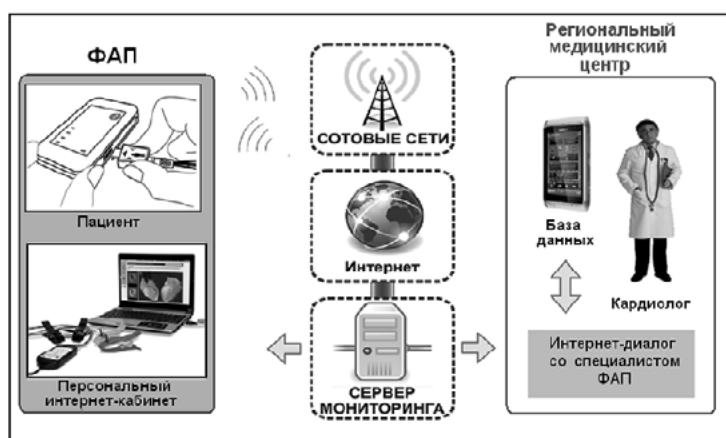 ФАП
Пациент
Персональный
интернет-кабинет
СОТОВЫЕ СЕТИ
Интернет
СЕРВЕР
МОНИТОРИНГА
Региональный
медицинский
центр
База
данных
Кардиолог
Интернет-диалог
со специалистом
ФАП